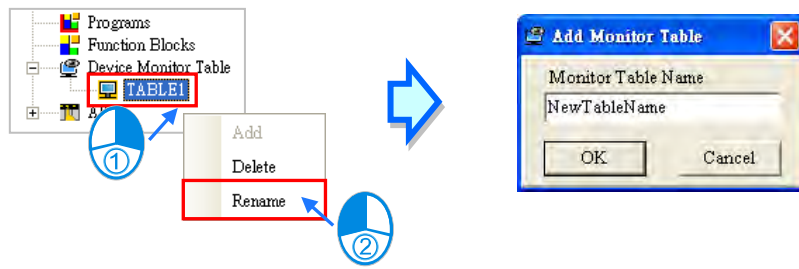 Programs
Function Blocks
Device Monitor Table
TABLE1
Add
Delete
Rename
1
2
Add Monitor Table
Monitor Table Name
NewTableName
OK
Cancel